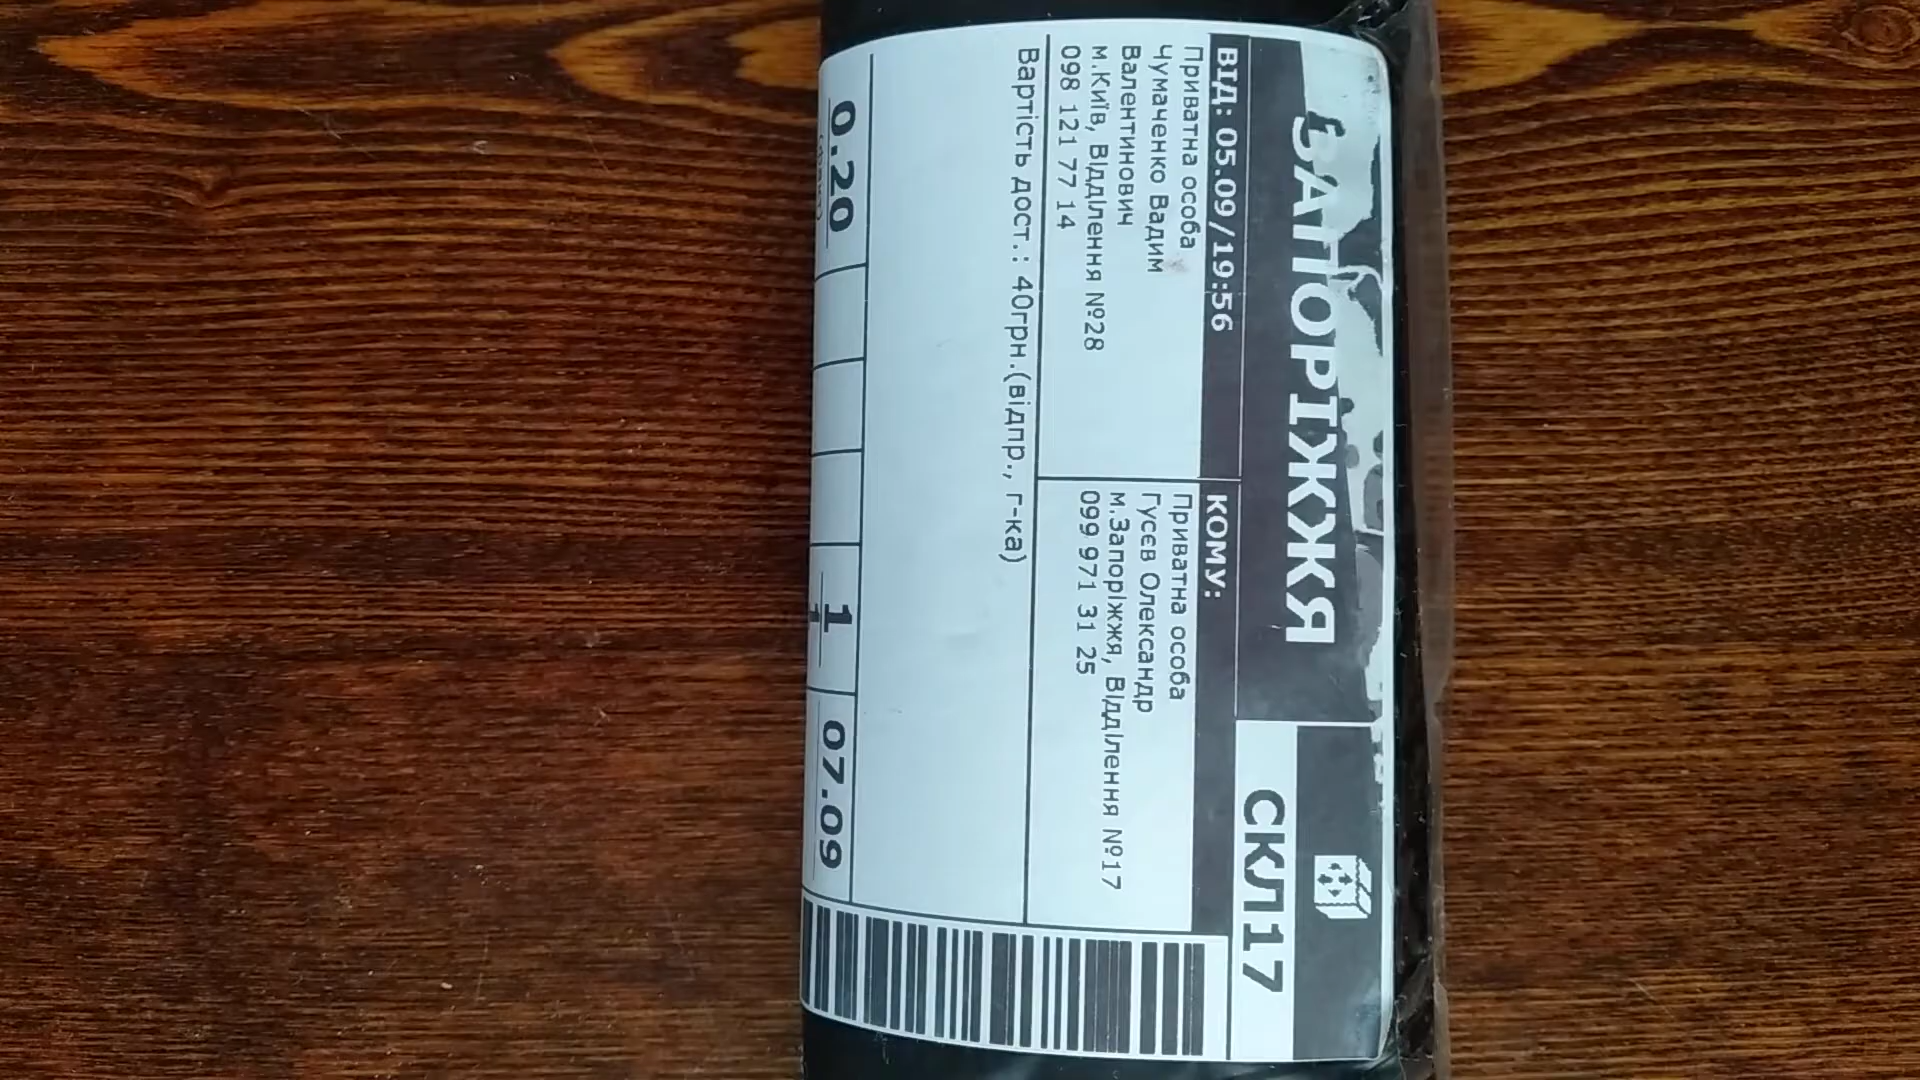 ЗАПОРІЖЖЯ
СКЛ17
ВІД: 05.09/19:56
Приватна особа
Чумаченко Вадим
Валентинович
м.Київ, Відділення №28
098 121 77 14
КОМУ:
Приватна особа
Гусєв Олександр
м.Запоріжжя, Відділення №17
099 971 31 25
Вартість дост.: 40грн.(відпр., г-ка)
0.20
1
1
07.09